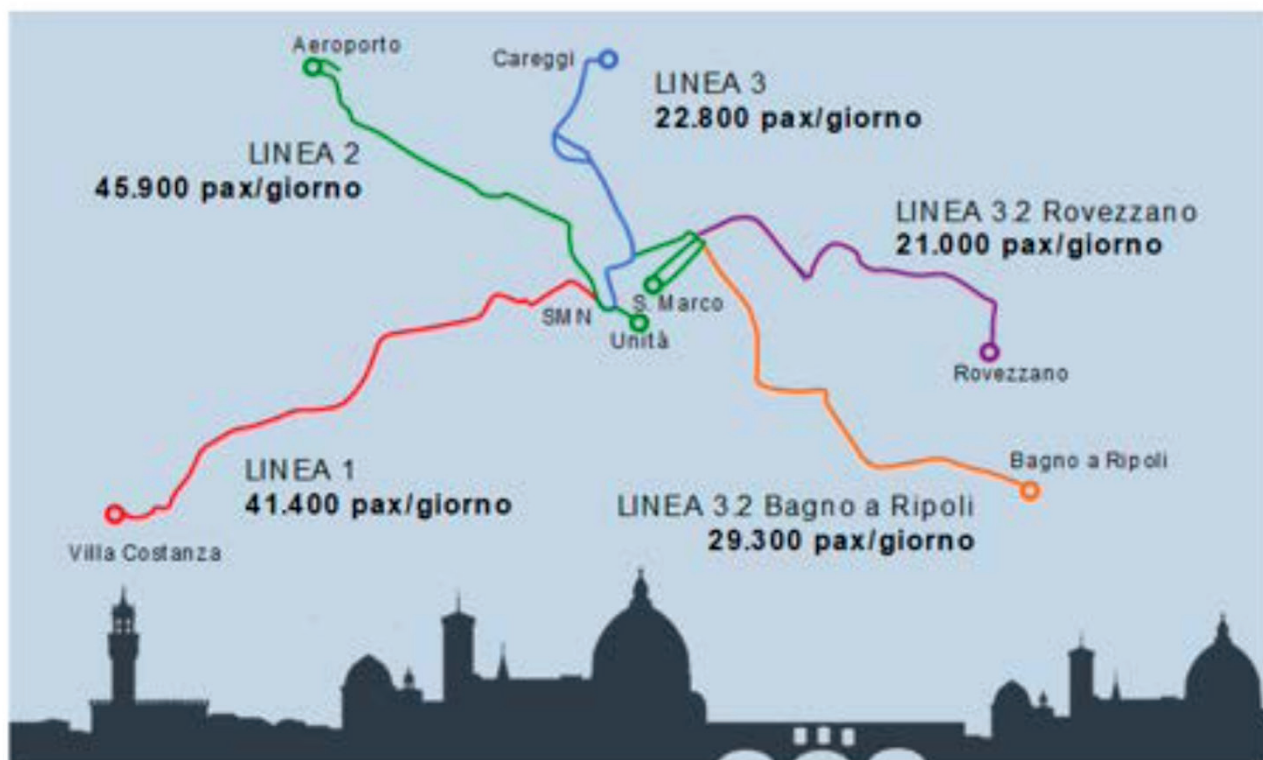 Aeroporto
Careggi
LINEA 3
22.800 pax/giorno
LINEA 2
45.900 pax/giorno
LINEA 3.2 Rovezzano
21.000 pax/giorno
S. Marco
SMN
Unità
Rovezzano
LINEA 1
41.400 pax/giorno
Bagno a Ripoli
LINEA 3.2 Bagno a Ripoli
29.300 pax/giorno
Villa Costanza